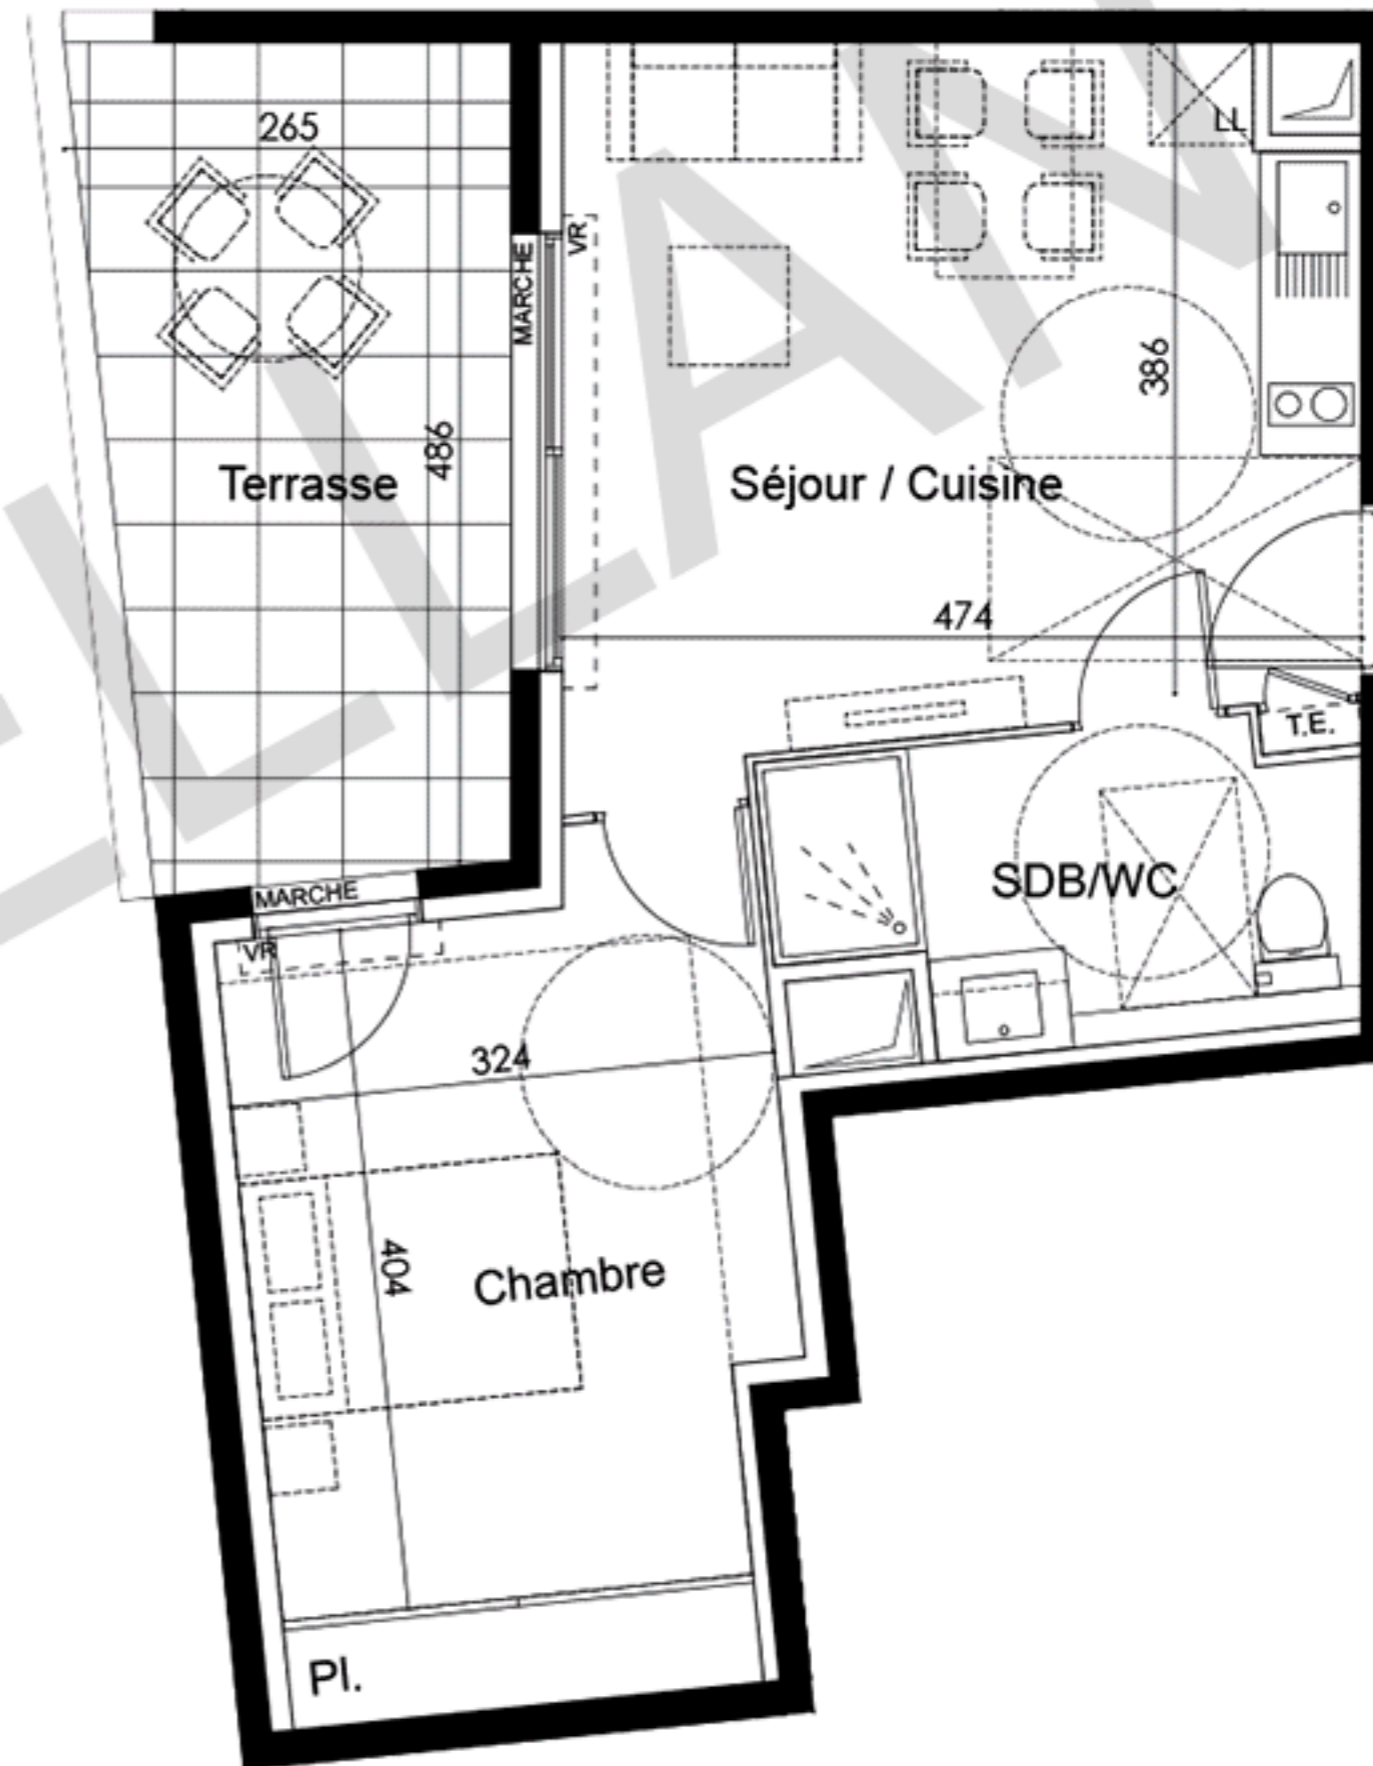 265
LL
VR
MARCHE
386
486
Terrasse
Séjour / Cuisine
474
T.E.
SDB/WC
MARCHE
VR
324
404
Chambre
Pl.